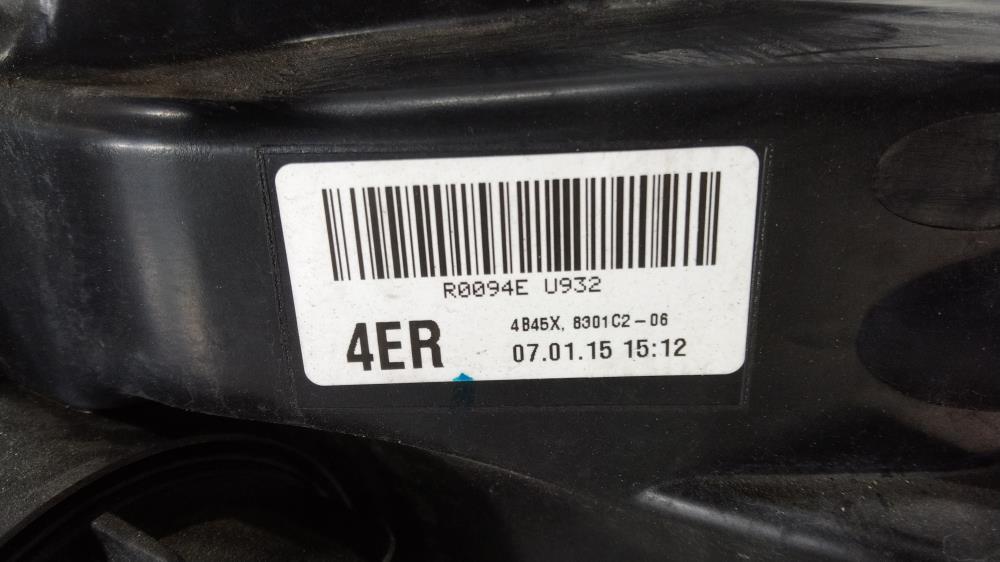 R0094E U932
4ER
4B45X, 8301C2-06
07.01.15 15:12